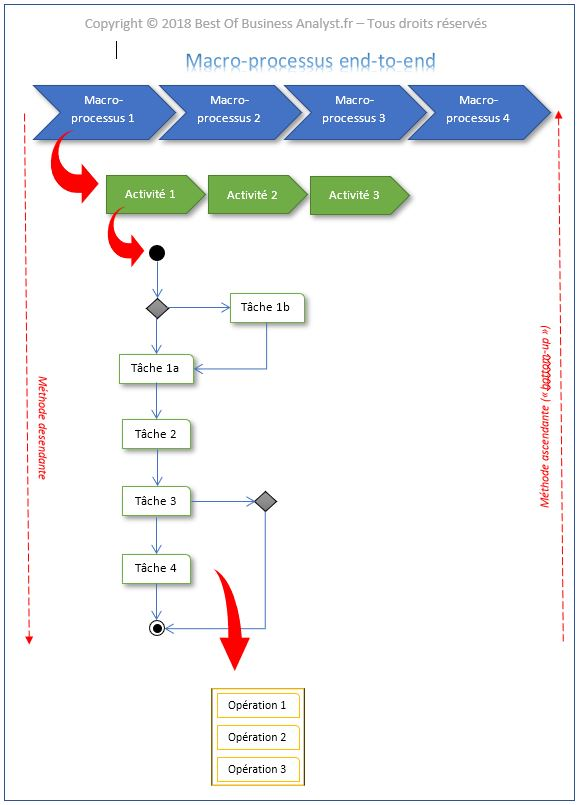 Copyright © 2018 Best Of Business Analyst.fr – Tous droits réservés
Macro-processus end-to-end
Macro-
processus 1
Macro-
processus 2
Macro-
processus 3
Macro-
processus 4
Activité 1
Activité 2
Activité 3
Tâche 1b
Tâche 1a
Méthode desendante
Méthode ascendante (« bottom-up »)
Tâche 2
Tâche 3
Tâche 4
Opération 1
Opération 2
Opération 3